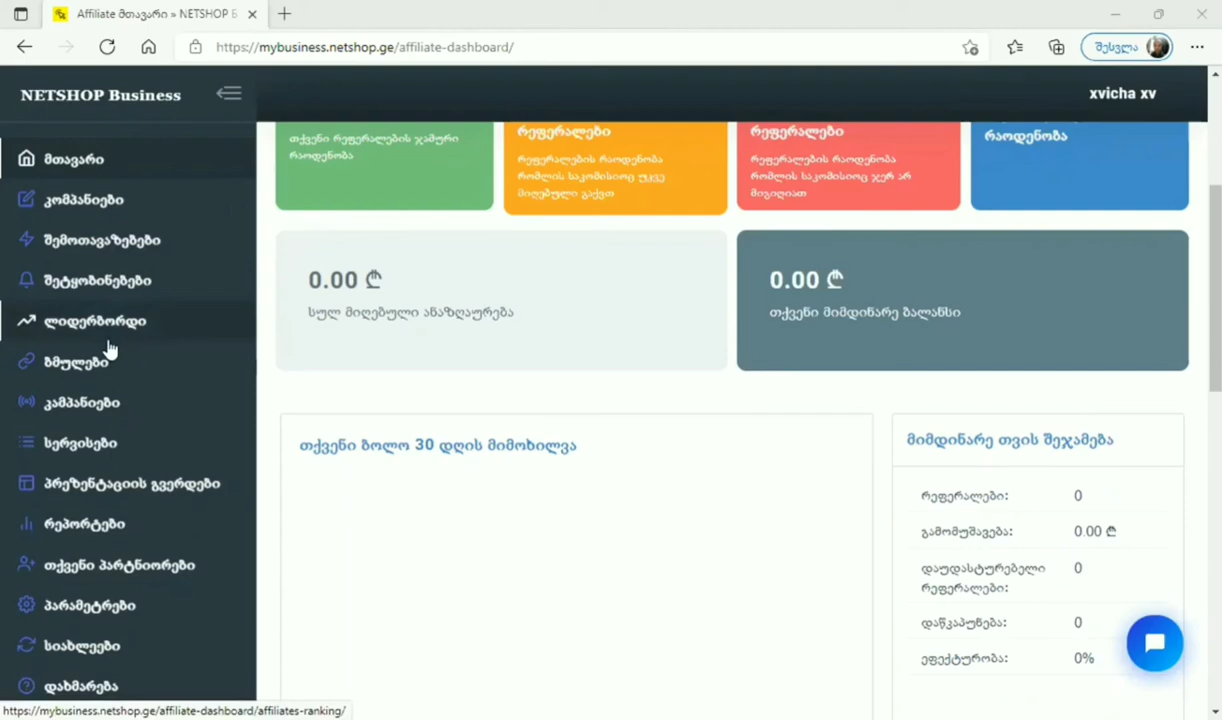 Affiliate მთავარი » NETSHOP Б
https://mybusiness.netshop.ge/affiliate-dashboard/
შესვლა
NETSHOP Business
xvicha xv
მთავარი
კომპანიები
შემოთავაზებები
შეტყობინებები
ლიდერბორდი
ბმულები
კამპანიები
სერვისები
პრეზენტაციის გვერდები
რეპორტები
თქვენი პარტნიორები
პარამეტრები
სიახლეები
დახმარება
თქვენი რეფერალების ჯამური
რაოდენობა
რეფერალები
რეფერალების რაოდენობა
რომლის საკომისიოც უკვე
მიღებული გაქვთ
რეფერალები
რეფერალების რაოდენობა
რომლის საკომისიოც ჯერ არ
მიგიღიათ
რაოდენობა
0.00 ₾
სულ მიღებული ანაზღაურება
0.00 ₾
თქვენი მიმდინარე ბალანსი
თქვენი ბოლო 30 დღის მიმოხილვა
მიმდინარე თვის შეჯამება
რეფერალები: 0
გამომუშავება: 0.00 ₾
დაუდასტურებელი 0
რეფერალები:
დაწკაპუნება: 0
ეფექტურობა: 0%
https://mybusiness.netshop.ge/affiliate-dashboard/affiliates-ranking/